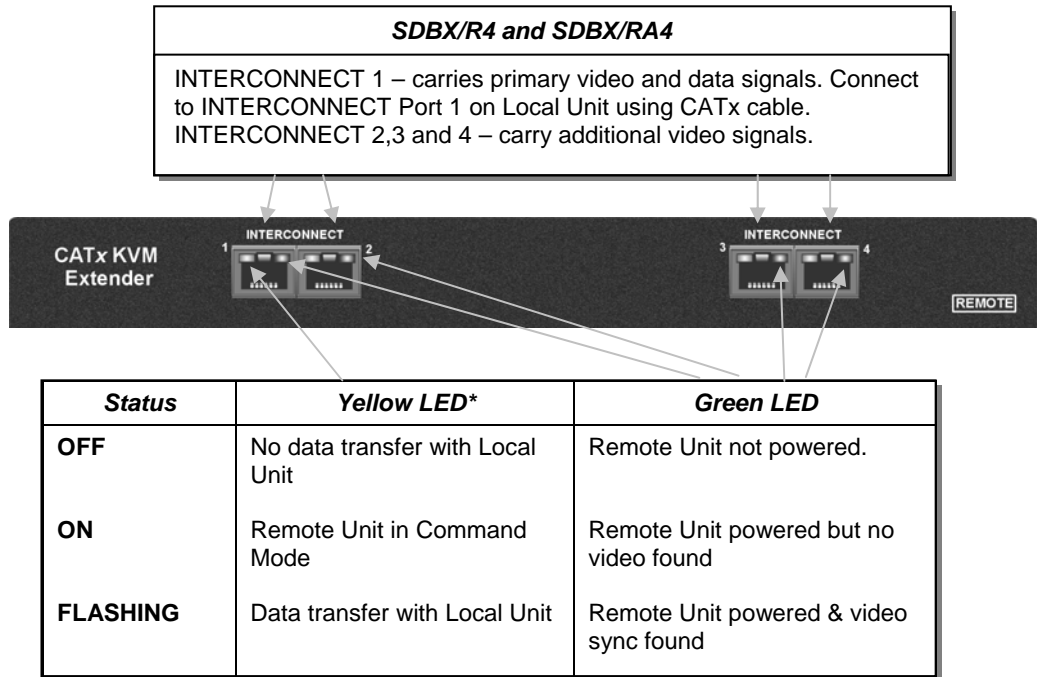 SDBX/R4 and SDBX/RA4
INTERCONNECT 1 – carries primary video and data signals. Connect
to INTERCONNECT Port 1 on Local Unit using CATx cable.
INTERCONNECT 2,3 and 4 – carry additional video signals.
CATx KVM
Extender
1 INTERCONNECT 2
3 INTERCONNECT 4
REMOTE
Status Yellow LED* Green LED
OFF No data transfer with Local Remote Unit not powered.
Unit
ON Remote Unit in Command Remote Unit powered but no
Mode video found
FLASHING Data transfer with Local Unit Remote Unit powered & video
sync found